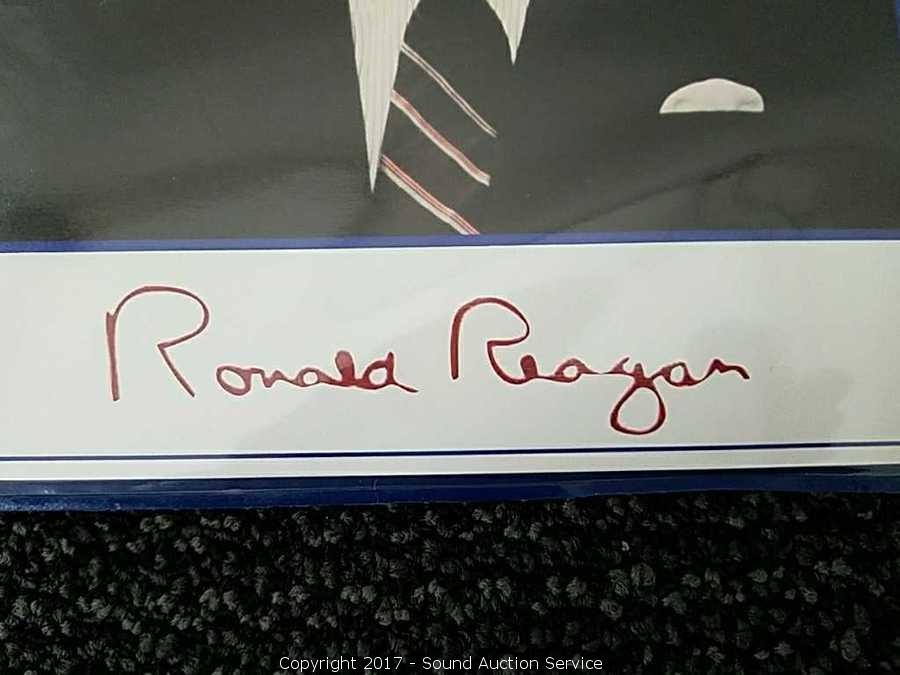 Ronald Reagan
Copyright 2017 - Sound Auction Service